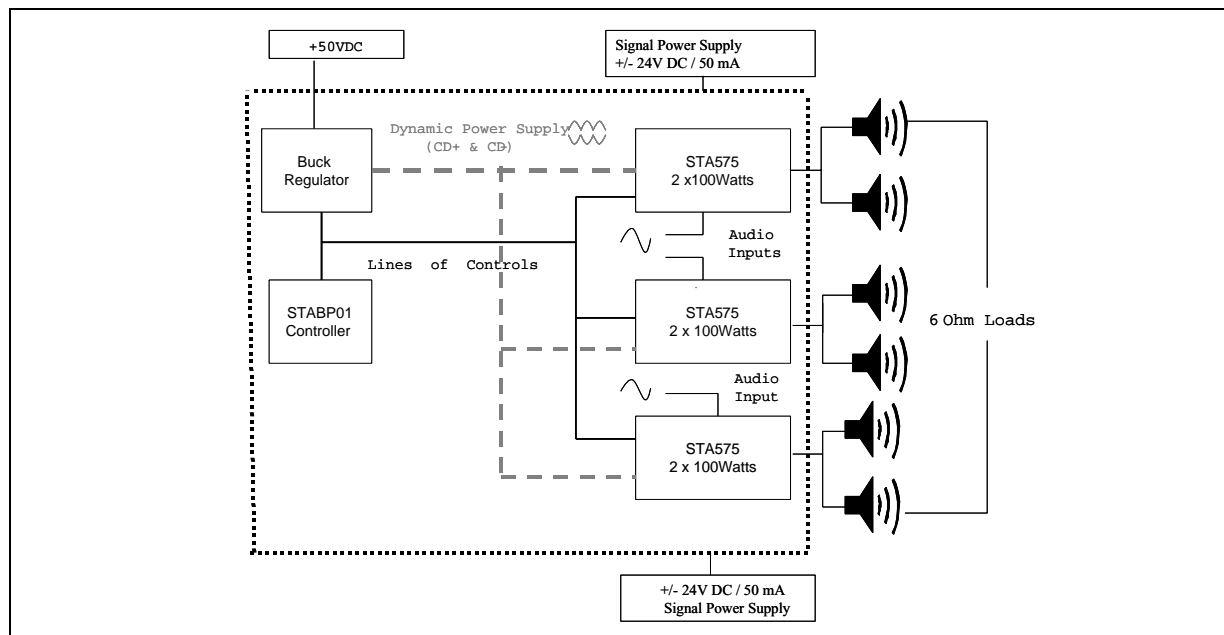 +50VDC
Signal Power Supply
+/- 24V DC / 50 mA
Dynamic Power Supply
(CD+ & CD-)
Buck
Regulator
STA575
2 x100Watts
Audio
Inputs
Lines of Controls
STABP01
Controller
STA575
2 x 100Watts
6 Ohm Loads
Audio
Input
STA575
2 x 100Watts
+/- 24V DC / 50 mA
Signal Power Supply